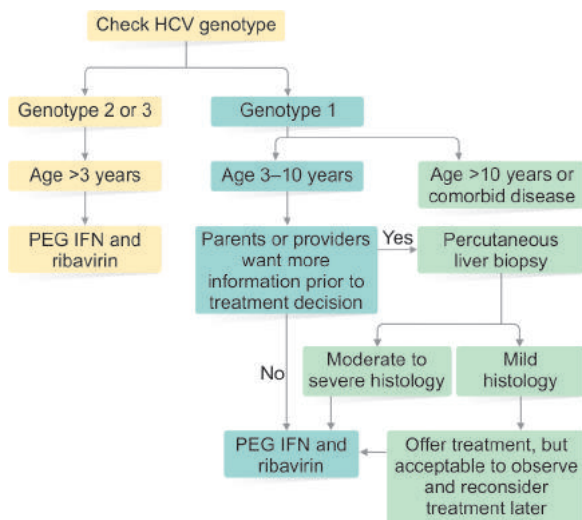 Check HCV genotype
Genotype 2 or 3
Genotype 1
Age >3 years
Age 3–10 years
Age >10 years or
comorbid disease
PEG IFN and
ribavirin
Parents or providers
want more
information prior to
treatment decision
Yes
Percutaneous
liver biopsy
No
Moderate to
severe histology
Mild
histology
PEG IFN and
ribavirin
Offer treatment, but
acceptable to observe
and reconsider
treatment later